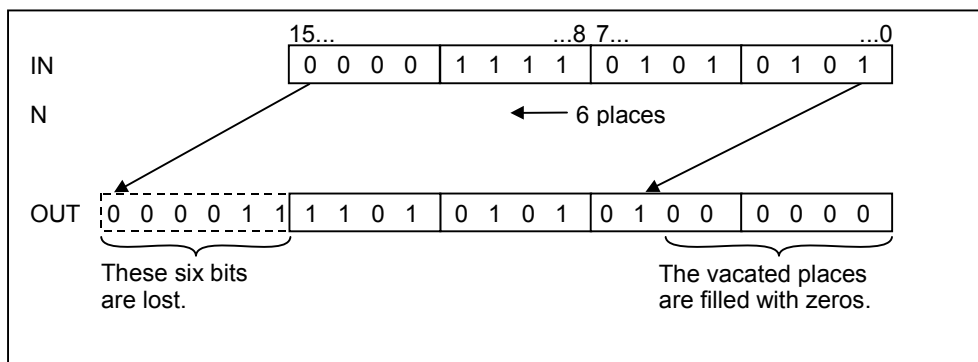 15... ...8 7... ...0
IN 0 0 0 0 1 1 1 1 0 1 0 1 0 1 0 1
N 6 places
OUT 0 0 0 0 1 1 1 1 0 1 0 1 0 1 0 1 0 0 0 0 0 0
These six bits
are lost.
The vacated places
are filled with zeros.